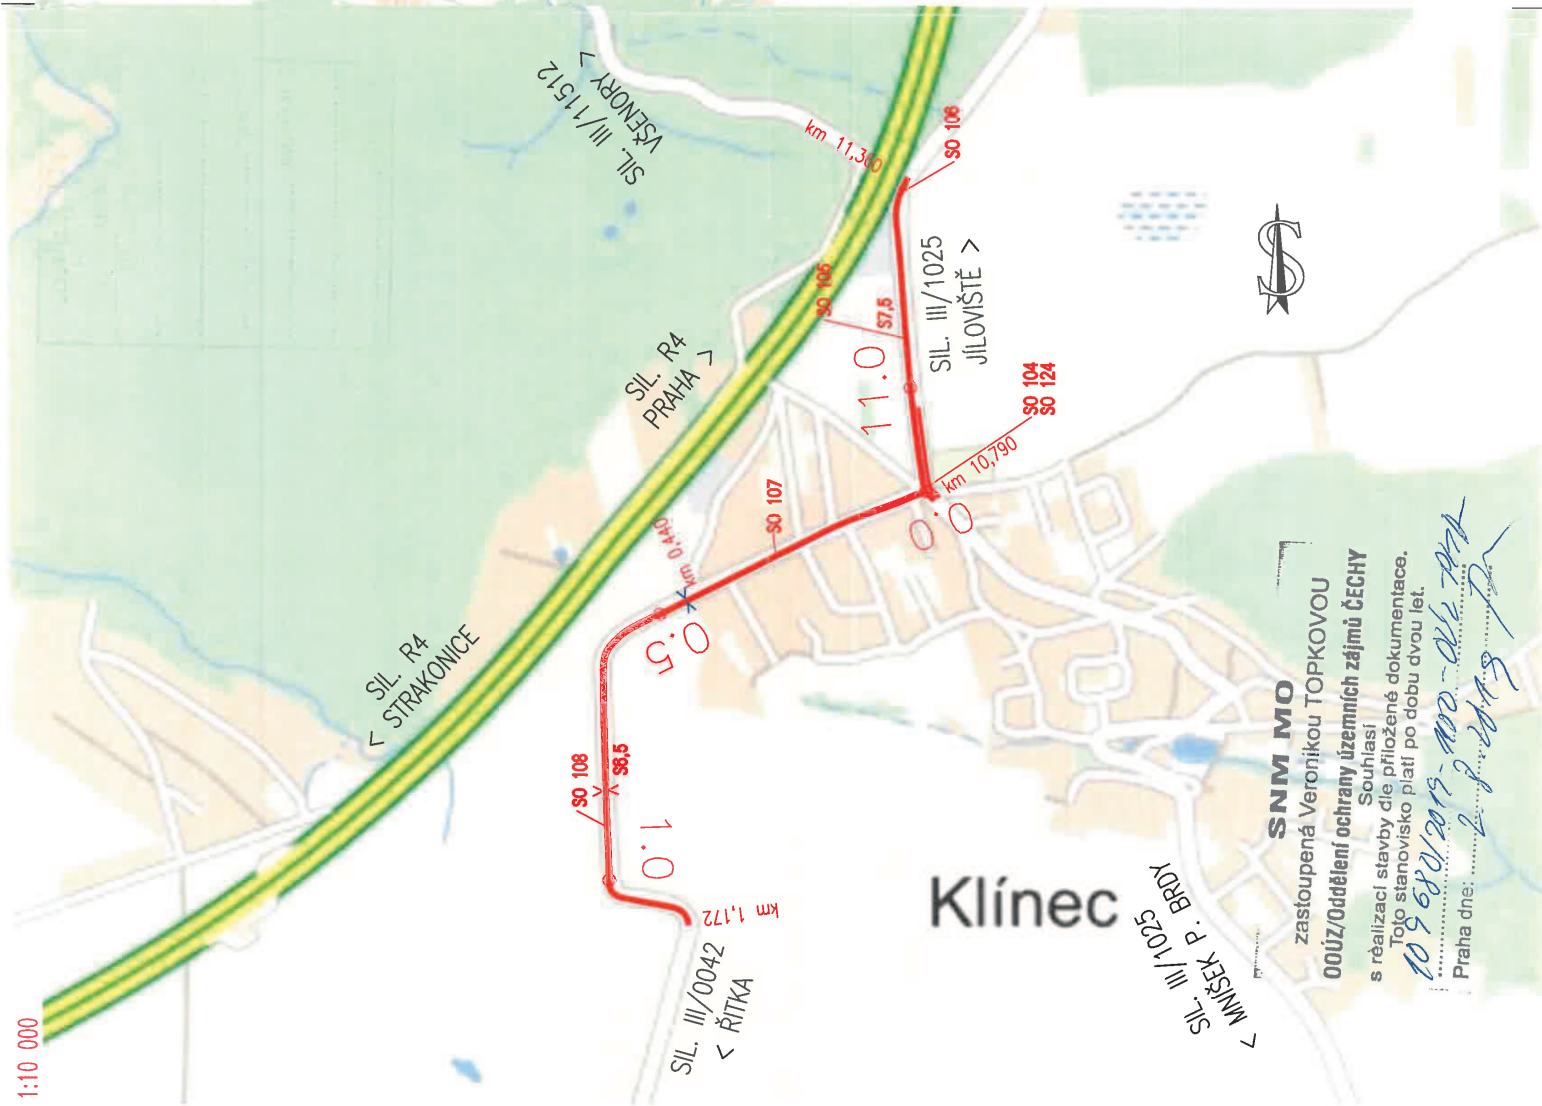 1:10 000
SIL. III/11512
VŠENORY >
km 11,360
SO 106
SIL. R4
PRAHA >
SO 105
S7,5
SIL. III/1025
JÍLOVIŠTĚ >
11.0
SO 104
SO 124
km 10,790
0.0
SO 107
km 0,440
0.5
SIL. R4
< STRAKONICE
SO 108
S6,5
1.0
km 1,172
SIL. III/0042
< ŘITKA
Klínec
SIL. III/1025
< MNÍŠEK P. BRDY
S
SNM MO
zastoupená Veronikou TOPKOVOU
OOÚZ/Oddělení ochrany územních zájmů ČECHY
Souhlasí
s realizací stavby dle přiložené dokumentace.
Toto stanovisko platí po dobu dvou let.
Praha dne: